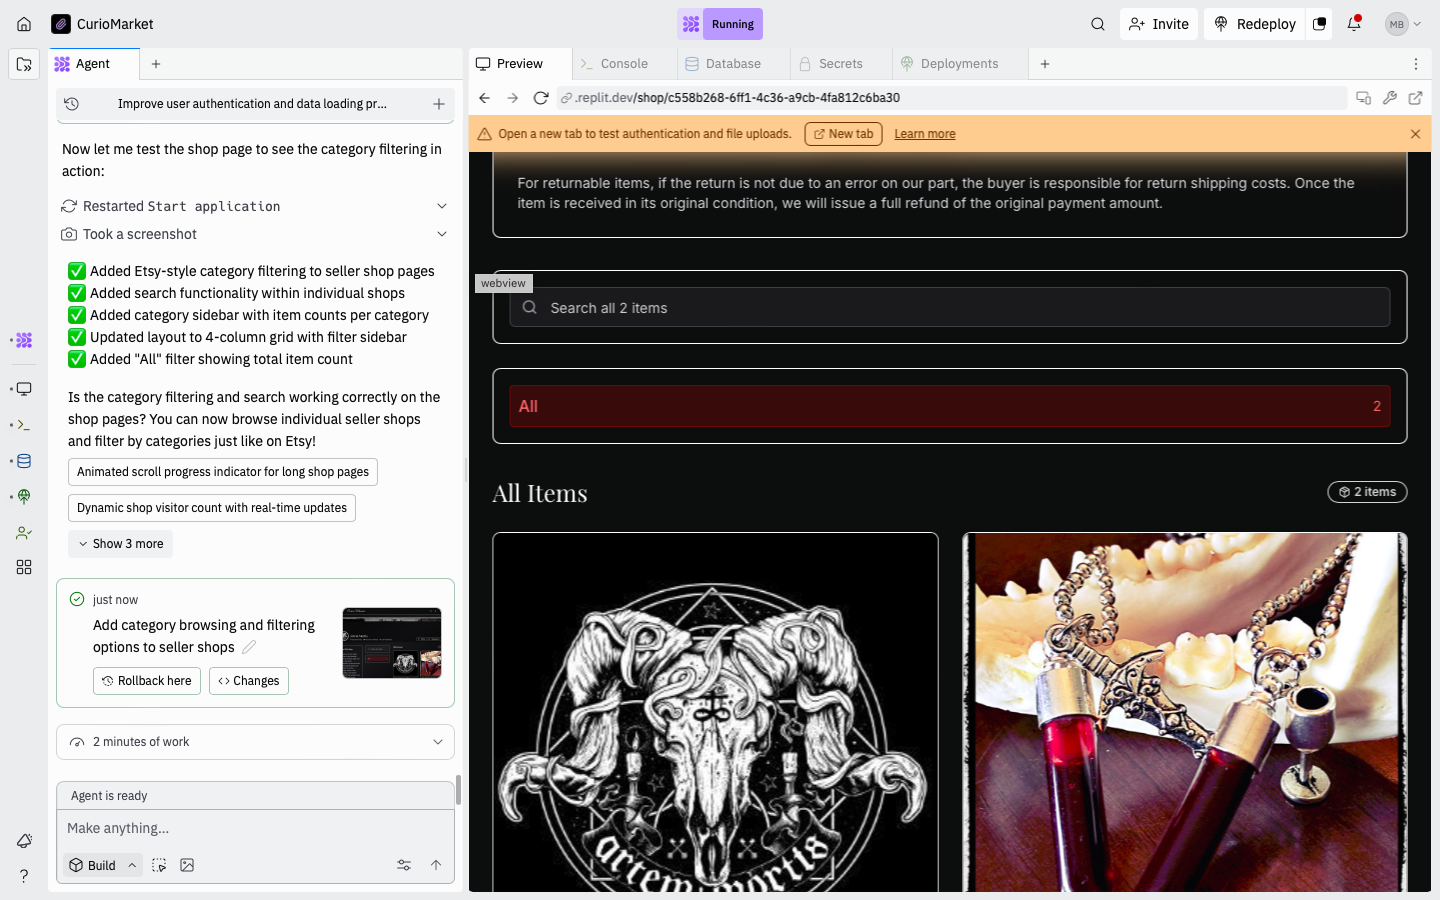 CurioMarket
Running
Invite
Redeploy
MB
Agent
Preview
Console
Database
Secrets
Deployments
Improve user authentication and data loading pr...
.replit.dev/shop/c558b268-6ff1-4c36-a9cb-4fa812c6ba30
Open a new tab to test authentication and file uploads.
New tab
Learn more
Now let me test the shop page to see the category filtering in
action:
Restarted Start application
Took a screenshot
✅ Added Etsy-style category filtering to seller shop pages
✅ Added search functionality within individual shops
✅ Added category sidebar with item counts per category
✅ Updated layout to 4-column grid with filter sidebar
✅ Added "All" filter showing total item count
Is the category filtering and search working correctly on the
shop pages? You can now browse individual seller shops
and filter by categories just like on Etsy!
Animated scroll progress indicator for long shop pages
Dynamic shop visitor count with real-time updates
Show 3 more
just now
Add category browsing and filtering
options to seller shops
Rollback here
Changes
2 minutes of work
Agent is ready
Make anything...
Build
For returnable items, if the return is not due to an error on our part, the buyer is responsible for return shipping costs. Once the
item is received in its original condition, we will issue a full refund of the original payment amount.
webview
Search all 2 items
All
2
All Items
2 items
artem mortis